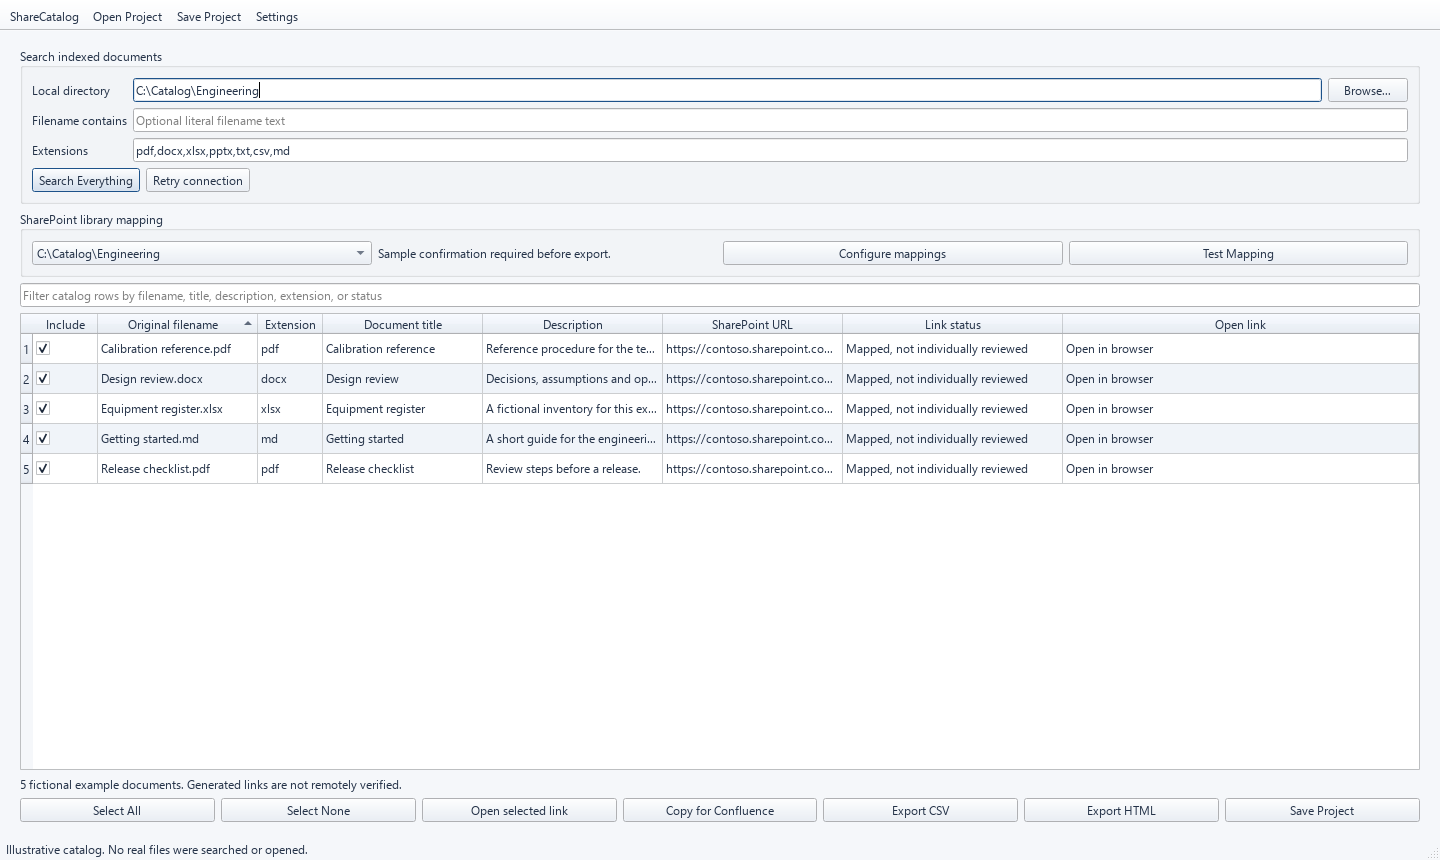 ShareCatalog Open Project Save Project Settings
Search indexed documents
Local directory C:\Catalog\Engineering Browse...
Filename contains Optional literal filename text
Extensions pdf,docx,xlsx,pptx,txt,csv,md
Search Everything Retry connection
SharePoint library mapping
C:\Catalog\Engineering Sample confirmation required before export. Configure mappings Test Mapping
Filter catalog rows by filename, title, description, extension, or status
Include Original filename Extension Document title Description SharePoint URL Link status Open link
1 Calibration reference.pdf pdf Calibration reference Reference procedure for the te... https://contoso.sharepoint.co... Mapped, not individually reviewed Open in browser
2 Design review.docx docx Design review Decisions, assumptions and op... https://contoso.sharepoint.co... Mapped, not individually reviewed Open in browser
3 Equipment register.xlsx xlsx Equipment register A fictional inventory for this ex... https://contoso.sharepoint.co... Mapped, not individually reviewed Open in browser
4 Getting started.md md Getting started A short guide for the engineeri... https://contoso.sharepoint.co... Mapped, not individually reviewed Open in browser
5 Release checklist.pdf pdf Release checklist Review steps before a release. https://contoso.sharepoint.co... Mapped, not individually reviewed Open in browser
5 fictional example documents. Generated links are not remotely verified.
Select All Select None Open selected link Copy for Confluence Export CSV Export HTML Save Project
Illustrative catalog. No real files were searched or opened.